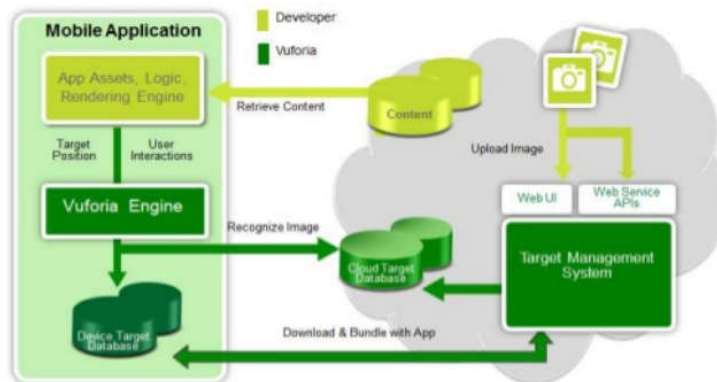 Mobile Application
Developer
Vuforia
App Assets, Logic,
Rendering Engine
Retrieve Content
Content
Target
Position
User
Interactions
Upload Image
Web UI
Web Service
APIs
Vuforia Engine
Recognize Image
Cloud Target
Database
Target Management
System
Device Target
Database
Download & Bundle with App